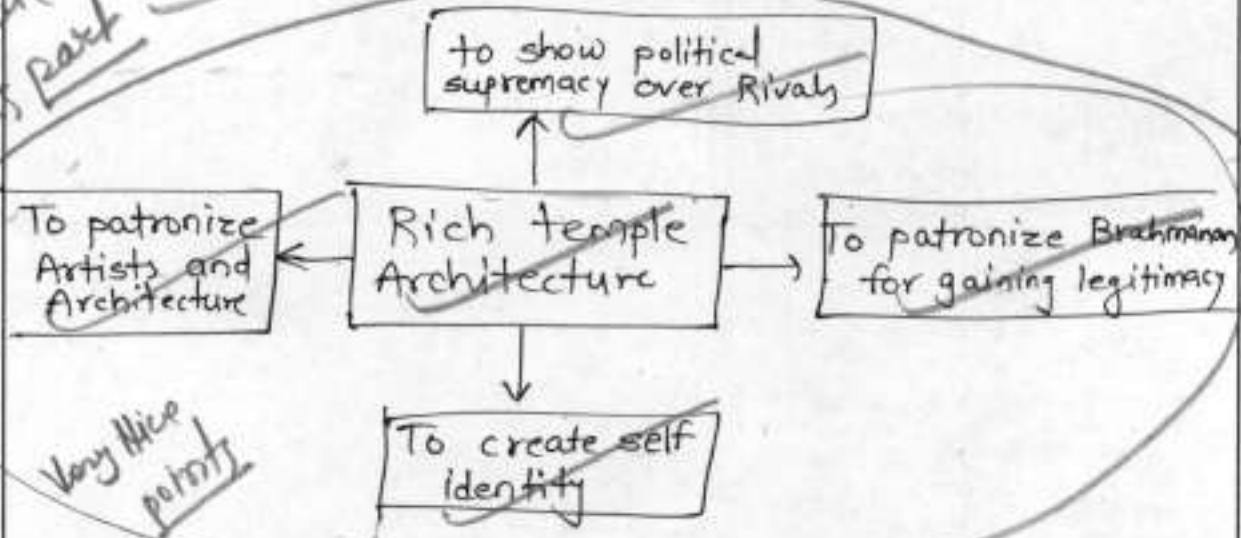 part
to show political
supremacy over Rivals
To patronize
Artists and
Architecture
Rich temple
Architecture
To patronize Brahmanas
for gaining legitimacy
To create self
identity
Very Nice
points